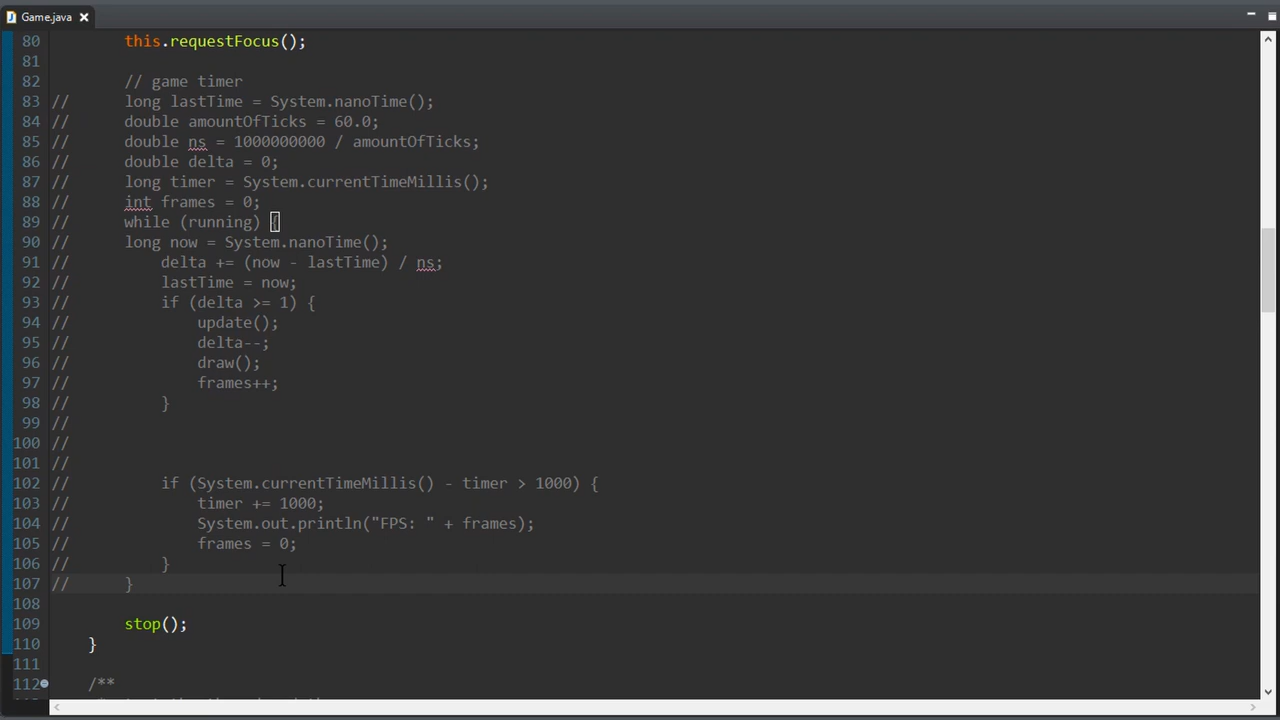 Game.java
80 this.requestFocus();
81
82 // game timer
83 // long lastTime = System.nanoTime();
84 // double amountOfTicks = 60.0;
85 // double ns = 1000000000 / amountOfTicks;
86 // double delta = 0;
87 // long timer = System.currentTimeMillis();
88 // int frames = 0;
89 // while (running) {
90 // long now = System.nanoTime();
91 // delta += (now - lastTime) / ns;
92 // lastTime = now;
93 // if (delta >= 1) {
94 // update();
95 // delta--;
96 // draw();
97 // frames++;
98 // }
99 //
100 //
101 //
102 // if (System.currentTimeMillis() - timer > 1000) {
103 // timer += 1000;
104 // System.out.println("FPS: " + frames);
105 // frames = 0;
106 // }
107 // }
108
109 stop();
110 }
111
112 /**